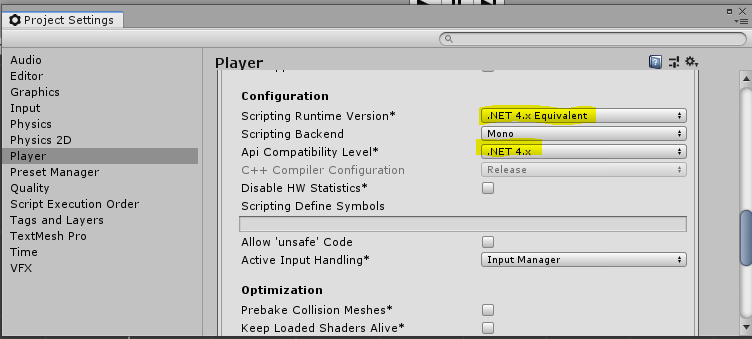 Project Settings
Audio
Editor
Graphics
Input
Physics
Physics 2D
Player
Preset Manager
Quality
Script Execution Order
Tags and Layers
TextMesh Pro
Time
VFX
Player
Configuration
Scripting Runtime Version* .NET 4.x Equivalent
Scripting Backend Mono
Api Compatibility Level* .NET 4.x
C++ Compiler Configuration Release
Disable HW Statistics*
Scripting Define Symbols
Allow 'unsafe' Code
Active Input Handling* Input Manager
Optimization
Prebake Collision Meshes*
Keep Loaded Shaders Alive*